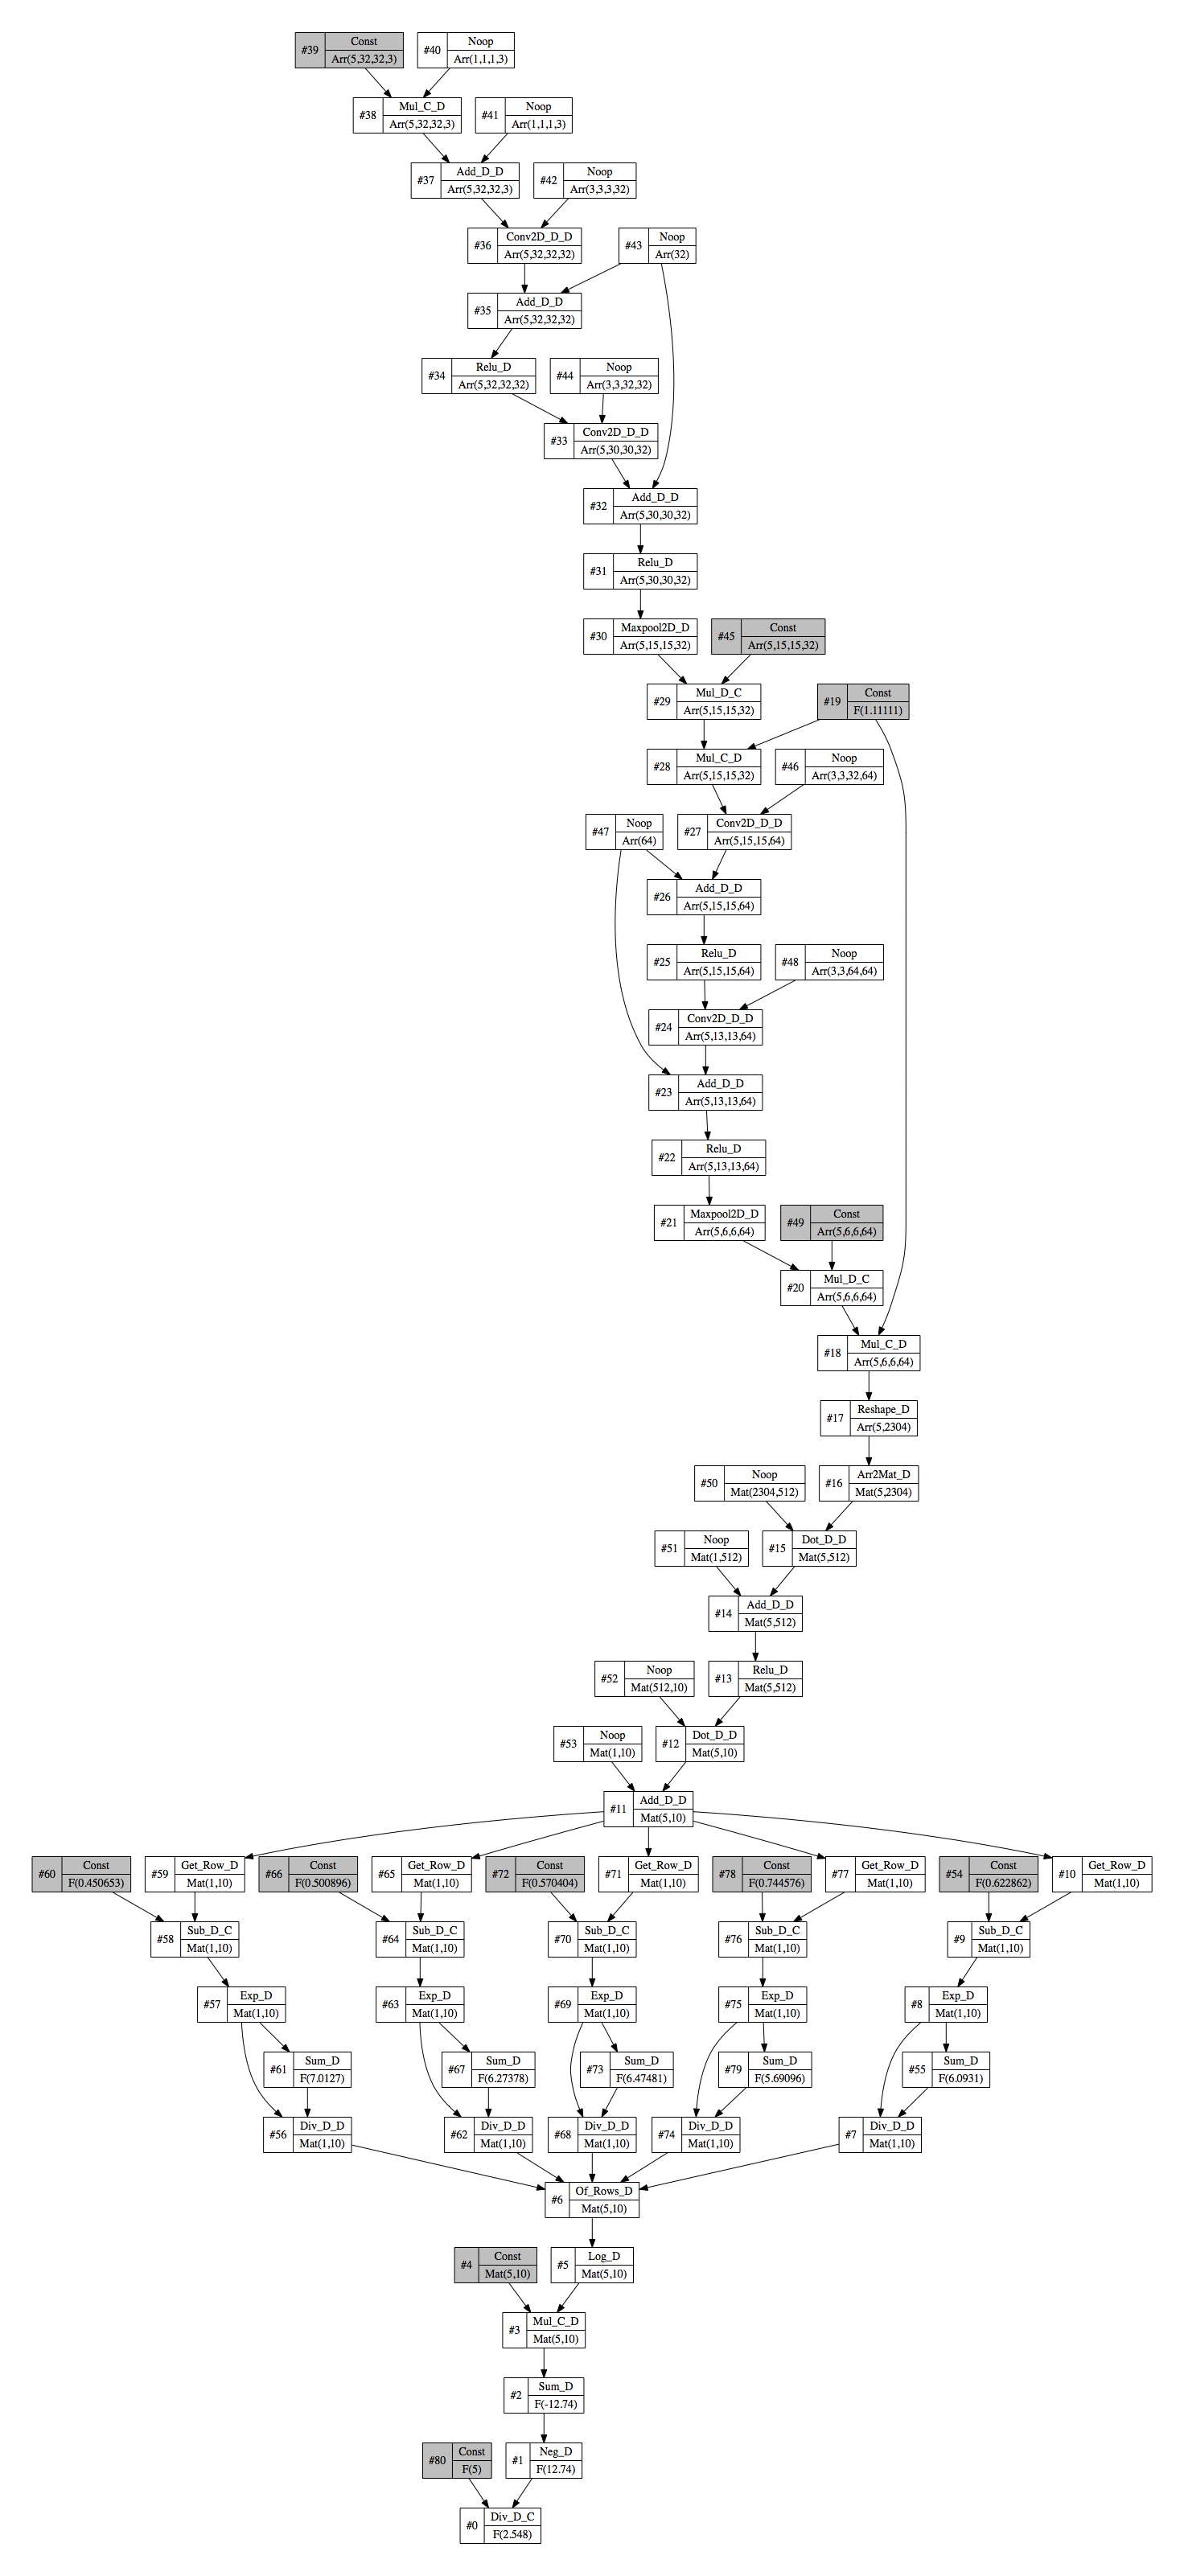 #39 Const
Arr(5,32,32,3)
#40 Noop
Arr(1,1,1,3)
#38 Mul_C_D
Arr(5,32,32,3)
#41 Noop
Arr(1,1,1,3)
#37 Add_D_D
Arr(5,32,32,3)
#42 Noop
Arr(3,3,3,32)
#36 Conv2D_D_D
Arr(5,32,32,32)
#43 Noop
Arr(32)
#35 Add_D_D
Arr(5,32,32,32)
#34 Relu_D
Arr(5,32,32,32)
#44 Noop
Arr(3,3,32,32)
#33 Conv2D_D_D
Arr(5,30,30,32)
#32 Add_D_D
Arr(5,30,30,32)
#31 Relu_D
Arr(5,30,30,32)
#30 Maxpool2D_D
Arr(5,15,15,32)
#45 Const
Arr(5,15,15,32)
#29 Mul_D_C
Arr(5,15,15,32)
#19 Const
F(1.11111)
#28 Mul_C_D
Arr(5,15,15,32)
#46 Noop
Arr(3,3,32,64)
#47 Noop
Arr(64)
#27 Conv2D_D_D
Arr(5,15,15,64)
#26 Add_D_D
Arr(5,15,15,64)
#25 Relu_D
Arr(5,15,15,64)
#48 Noop
Arr(3,3,64,64)
#24 Conv2D_D_D
Arr(5,13,13,64)
#23 Add_D_D
Arr(5,13,13,64)
#22 Relu_D
Arr(5,13,13,64)
#21 Maxpool2D_D
Arr(5,6,6,64)
#49 Const
Arr(5,6,6,64)
#20 Mul_D_C
Arr(5,6,6,64)
#18 Mul_C_D
Arr(5,6,6,64)
#17 Reshape_D
Arr(5,2304)
#50 Noop
Mat(2304,512)
#16 Arr2Mat_D
Mat(5,2304)
#51 Noop
Mat(1,512)
#15 Dot_D_D
Mat(5,512)
#14 Add_D_D
Mat(5,512)
#52 Noop
Mat(512,10)
#13 Relu_D
Mat(5,512)
#53 Noop
Mat(1,10)
#12 Dot_D_D
Mat(5,10)
#11 Add_D_D
Mat(5,10)
#60 Const
F(0.450653)
#59 Get_Row_D
Mat(1,10)
#66 Const
F(0.500896)
#65 Get_Row_D
Mat(1,10)
#72 Const
F(0.570404)
#71 Get_Row_D
Mat(1,10)
#78 Const
F(0.744576)
#77 Get_Row_D
Mat(1,10)
#54 Const
F(0.622862)
#10 Get_Row_D
Mat(1,10)
#58 Sub_D_C
Mat(1,10)
#64 Sub_D_C
Mat(1,10)
#70 Sub_D_C
Mat(1,10)
#76 Sub_D_C
Mat(1,10)
#9 Sub_D_C
Mat(1,10)
#57 Exp_D
Mat(1,10)
#63 Exp_D
Mat(1,10)
#69 Exp_D
Mat(1,10)
#75 Exp_D
Mat(1,10)
#8 Exp_D
Mat(1,10)
#61 Sum_D
F(7.0127)
#67 Sum_D
F(6.27378)
#73 Sum_D
F(6.47481)
#79 Sum_D
F(5.69096)
#55 Sum_D
F(6.0931)
#56 Div_D_D
Mat(1,10)
#62 Div_D_D
Mat(1,10)
#68 Div_D_D
Mat(1,10)
#74 Div_D_D
Mat(1,10)
#7 Div_D_D
Mat(1,10)
#6 Of_Rows_D
Mat(5,10)
#4 Const
Mat(5,10)
#5 Log_D
Mat(5,10)
#3 Mul_C_D
Mat(5,10)
#2 Sum_D
F(-12.74)
#80 Const
F(5)
#1 Neg_D
F(12.74)
#0 Div_D_C
F(2.548)